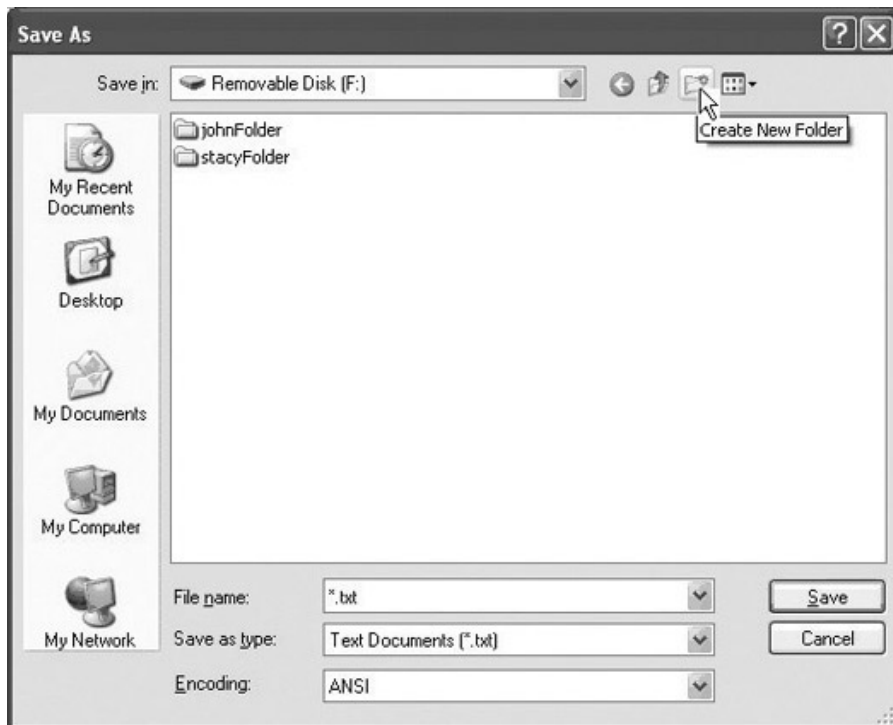 Save As
Save in:
Removable Disk (F:)
Create New Folder
johnFolder
stacyFolder
My Recent
Documents
Desktop
My Documents
My Computer
My Network
File name:
*.txt
Save
Save as type:
Text Documents (*.txt)
Cancel
Encoding:
ANSI